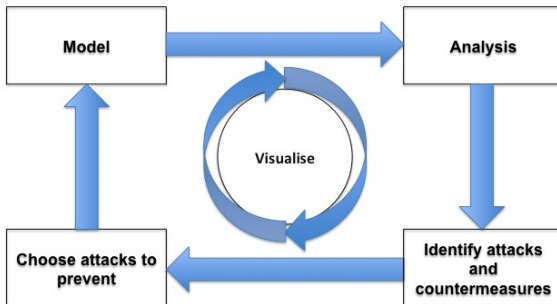 Model
Analysis
Visualise
Choose attacks to
prevent
Identify attacks
and
countermeasures